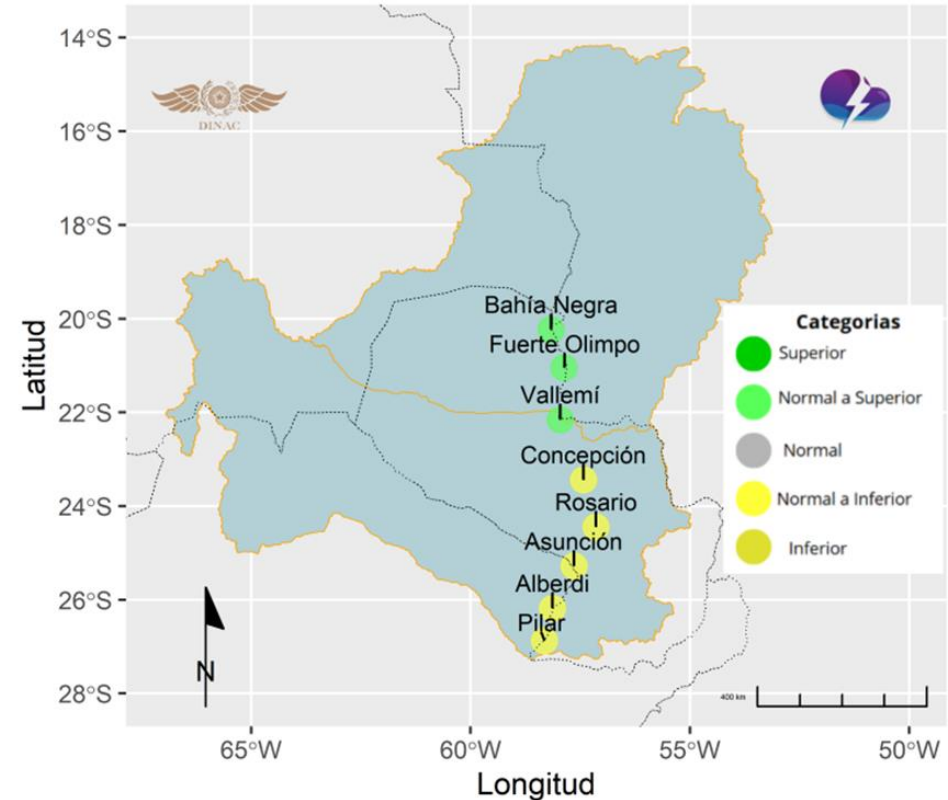 14°S
16°S
18°S
20°S
22°S
24°S
26°S
28°S
Latitud
DINAC
Bahía Negra
Fuerte Olimpo
Vallemí
Concepción
Rosario
Asunción
Alberdi
Pilar
Categorias
Superior
Normal a Superior
Normal
Normal a Inferior
Inferior
N
400 km
65°W
60°W
55°W
50°W
Longitud